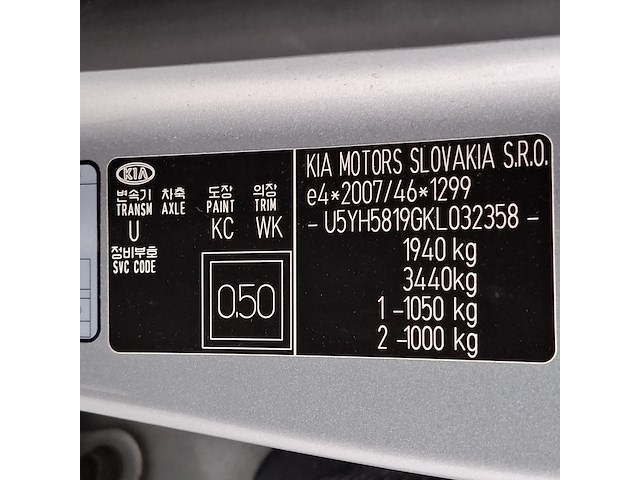 KIA
변속기 차축 도장 의장
TRANSM AXLE PAINT TRIM
U KC WK
정비부호
SVC CODE
0.50
KIA MOTORS SLOVAKIA S.R.O.
e4*2007/46*1299
- U5YH5819GKL032358 -
1940 kg
3440kg
1 -1050 kg
2 -1000 kg